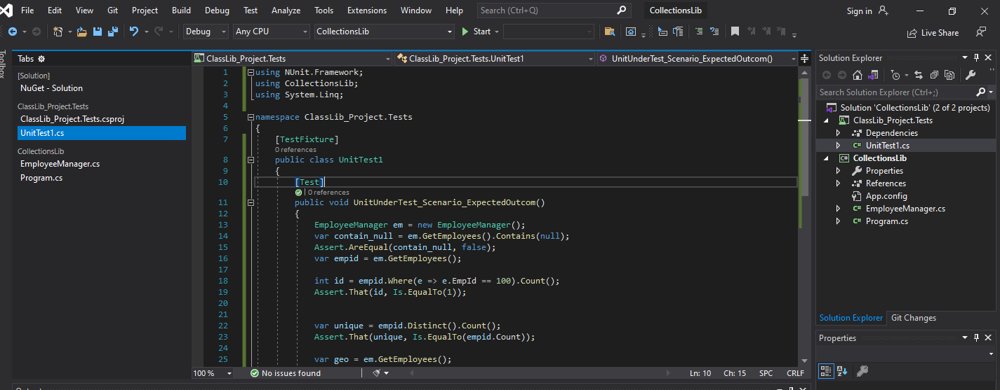 File Edit View Git Project Build Debug Test Analyze Tools Extensions Window Help Search (Ctrl+Q) CollectionsLib Sign in
Debug Any CPU CollectionsLib Start Live Share
Toolbox
Tabs
[Solution]
NuGet - Solution
ClassLib_Project.Tests
ClassLib_Project.Tests.csproj
UnitTest1.cs
CollectionsLib
EmployeeManager.cs
Program.cs
ClassLib_Project.Tests ClassLib_Project.Tests.UnitTest1 UnitUnderTest_Scenario_ExpectedOutcom()
1 using NUnit.Framework;
2 using CollectionsLib;
3 using System.Linq;
4
5 namespace ClassLib_Project.Tests
6 {
7 [TestFixture]
0 references
8 public class UnitTest1
9 {
10 [Test]
0 references
11 public void UnitUnderTest_Scenario_ExpectedOutcom()
12 {
13 EmployeeManager em = new EmployeeManager();
14 var contain_null = em.GetEmployees().Contains(null);
15 Assert.AreEqual(contain_null, false);
16 var empid = em.GetEmployees();
17
18 int id = empid.Where(e => e.EmpId == 100).Count();
19 Assert.That(id, Is.EqualTo(1));
20
21
22 var unique = empid.Distinct().Count();
23 Assert.That(unique, Is.EqualTo(empid.Count));
24
25 var geo = em.GetEmployees();
100 % No issues found Ln: 10 Ch: 15 SPC CRLF
Solution Explorer
Search Solution Explorer (Ctrl+;)
Solution 'CollectionsLib' (2 of 2 projects)
ClassLib_Project.Tests
Dependencies
C# UnitTest1.cs
C# CollectionsLib
Properties
References
App.config
C# EmployeeManager.cs
C# Program.cs
Solution Explorer Git Changes
Properties